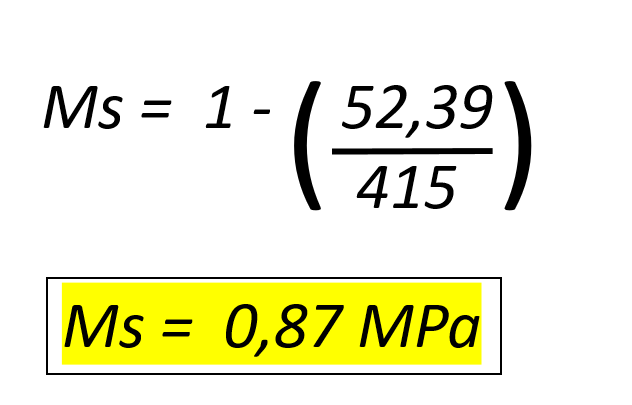 Ms = 1 - ( 52,39 / 415 )
Ms = 0,87 MPa